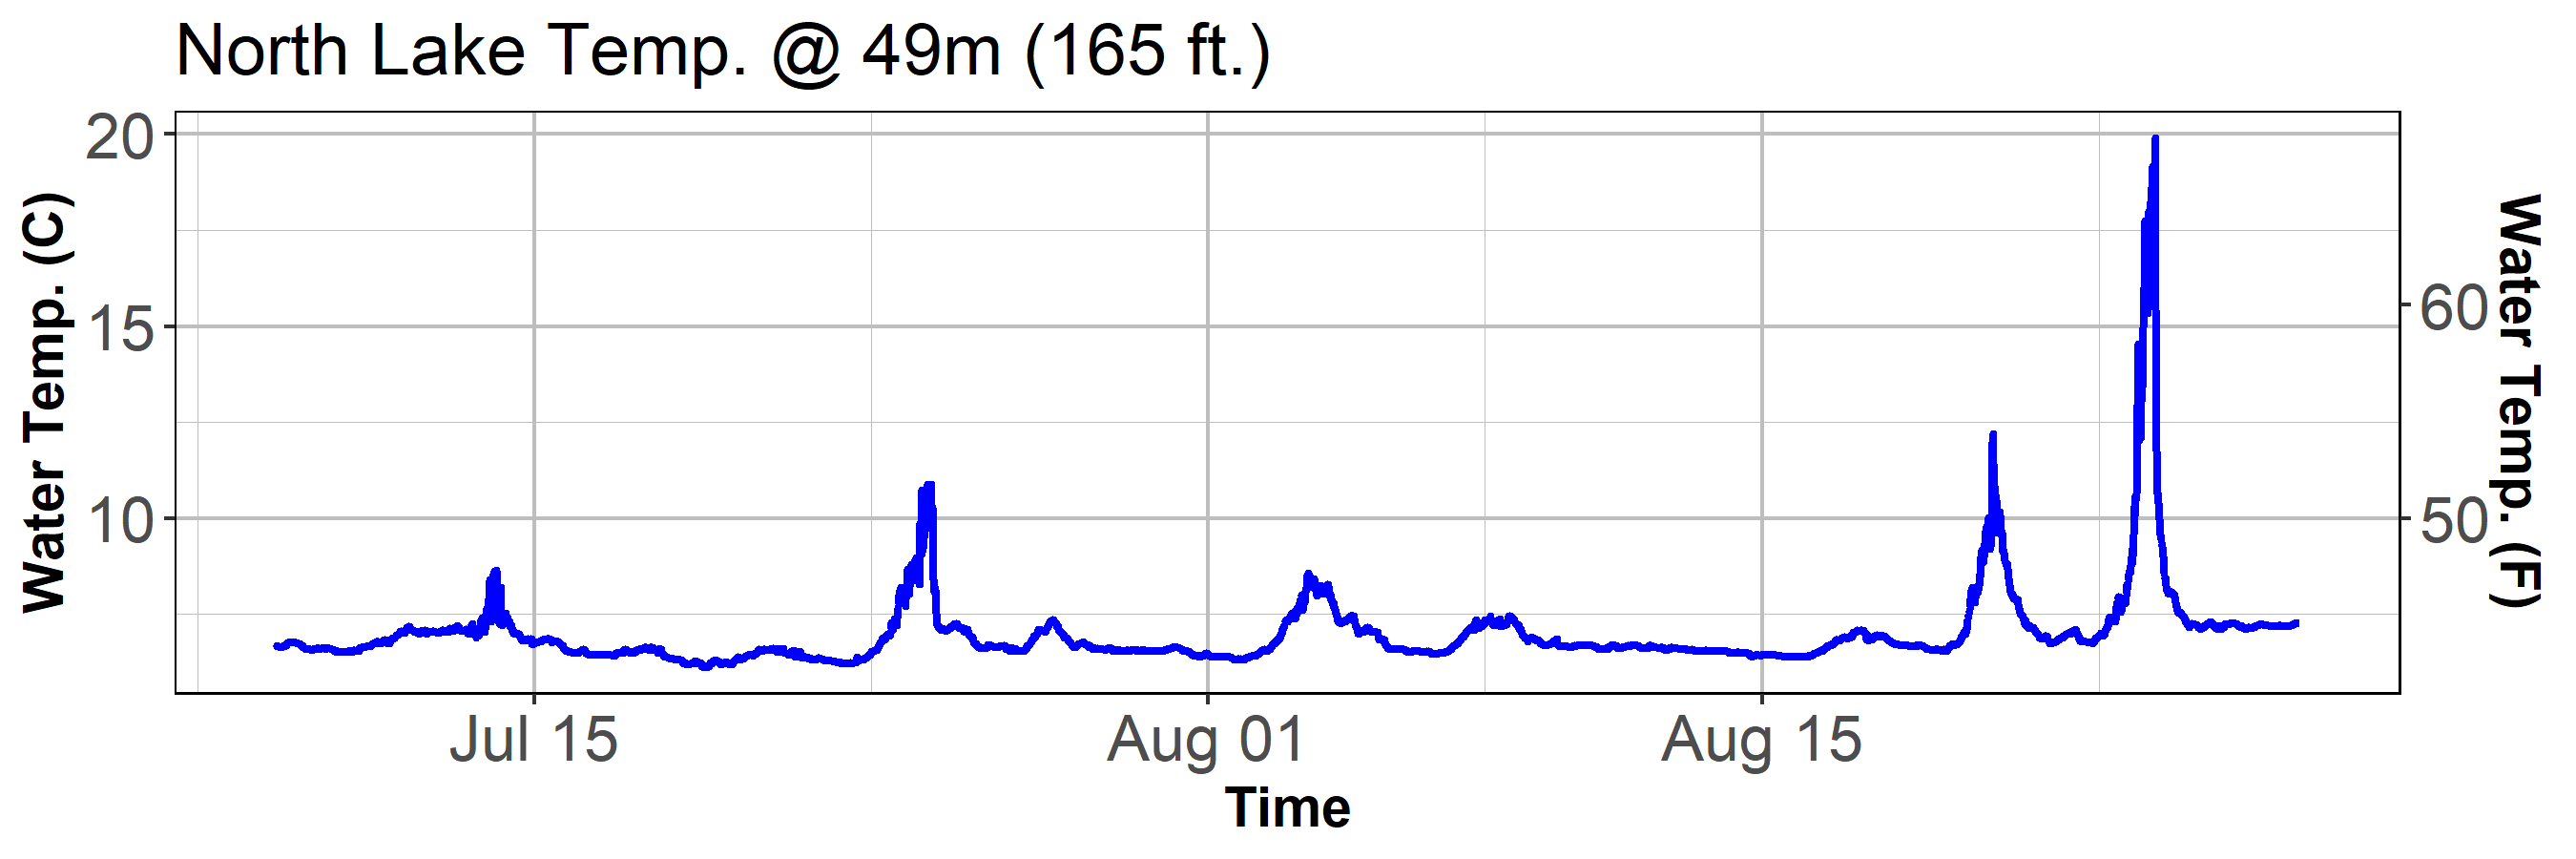 North Lake Temp. @ 49m (165 ft.)
20
15
10
Water Temp. (C)
60
50
Water Temp. (F)
Jul 15
Aug 01
Aug 15
Time